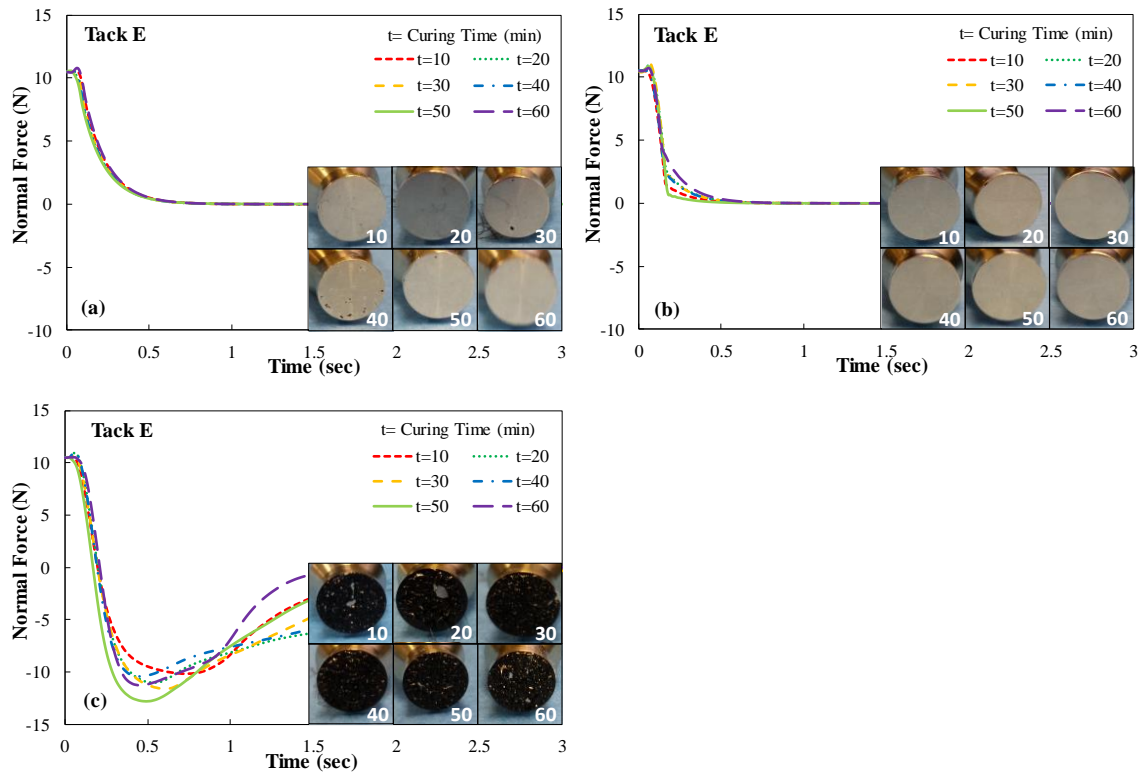 Tack E
t= Curing Time (min)
t=10 t=20
t=30 t=40
t=50 t=60
15
10
5
0
-5
-10
Normal Force (N)
(a)
10 20 30
40 50 60
0 0.5 1 1.5 2 2.5 3
Time (sec)
Tack E
t= Curing Time (min)
t=10 t=20
t=30 t=40
t=50 t=60
15
10
5
0
-5
-10
Normal Force (N)
(b)
10 20 30
40 50 60
0 0.5 1 1.5 2 2.5 3
Time (sec)
Tack E
t= Curing Time (min)
t=10 t=20
t=30 t=40
t=50 t=60
15
10
5
0
-5
-10
-15
Normal Force (N)
(c)
10 20 30
40 50 60
0 0.5 1 1.5 2 2.5 3
Time (sec)